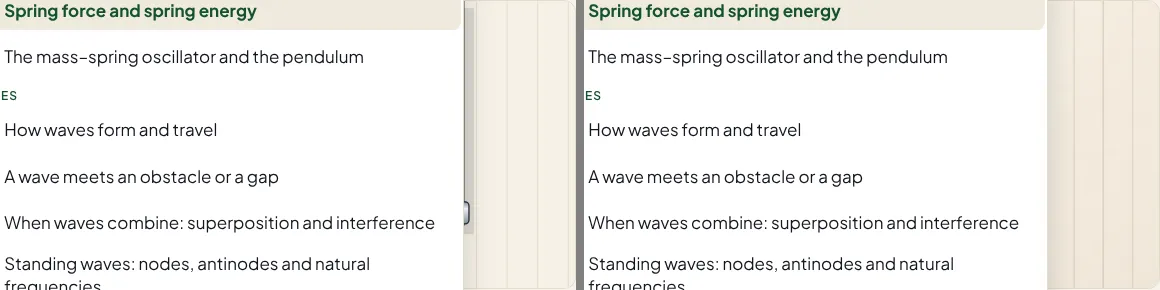 Spring force and spring energy
The mass–spring oscillator and the pendulum
ES
How waves form and travel
A wave meets an obstacle or a gap
When waves combine: superposition and interference
Standing waves: nodes, antinodes and natural
frequencies
Spring force and spring energy
The mass–spring oscillator and the pendulum
ES
How waves form and travel
A wave meets an obstacle or a gap
When waves combine: superposition and interference
Standing waves: nodes, antinodes and natural
frequencies